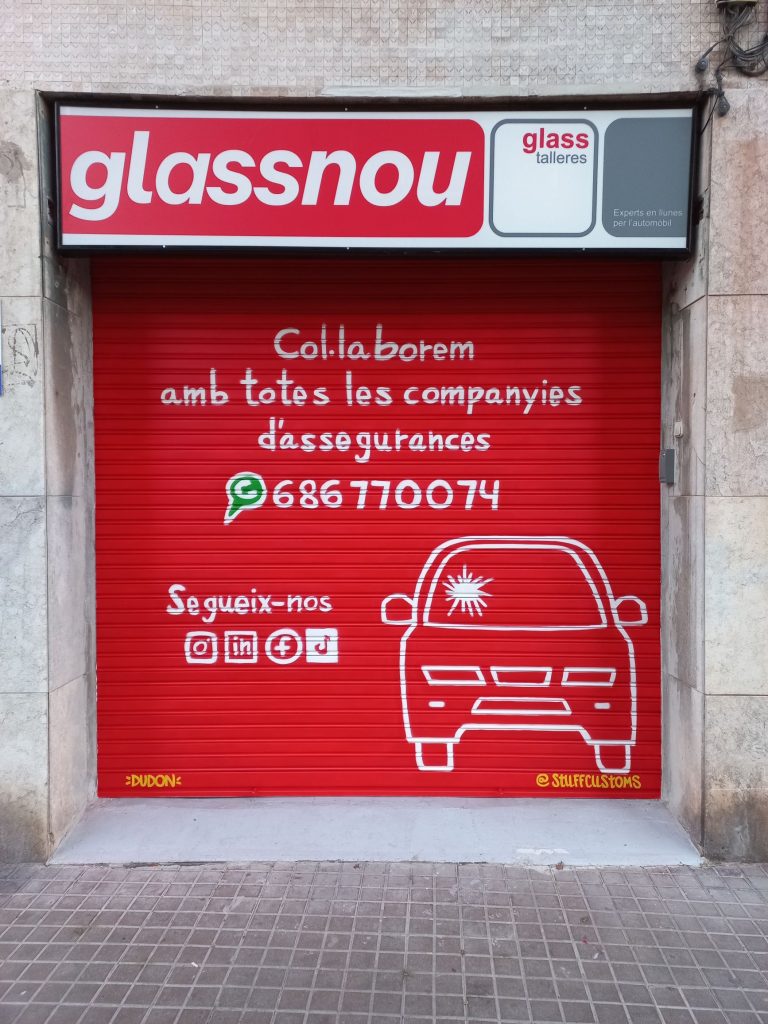 glassnou
glass
talleres
Experts en llunes
per l'automòbil
Col·laborem
amb totes les companyies
d'assegurances
686770074
Segueix-nos
in
DUDON
@STUFFCUSTOMS